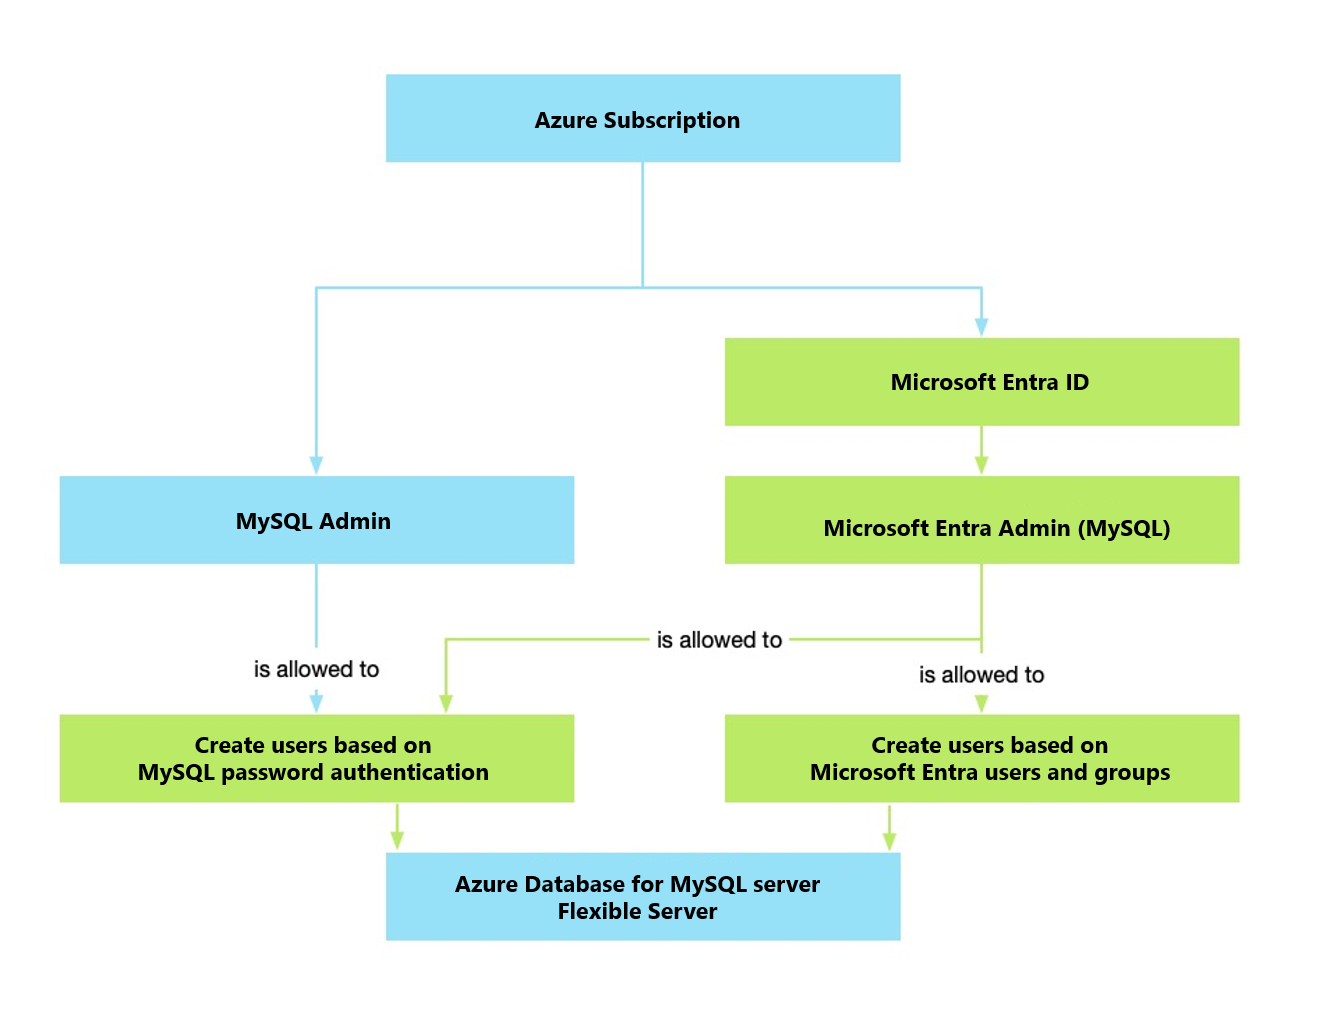 Azure Subscription
Microsoft Entra ID
MySQL Admin
Microsoft Entra Admin (MySQL)
is allowed to
is allowed to
is allowed to
Create users based on
MySQL password authentication
Create users based on
Microsoft Entra users and groups
Azure Database for MySQL server
Flexible Server